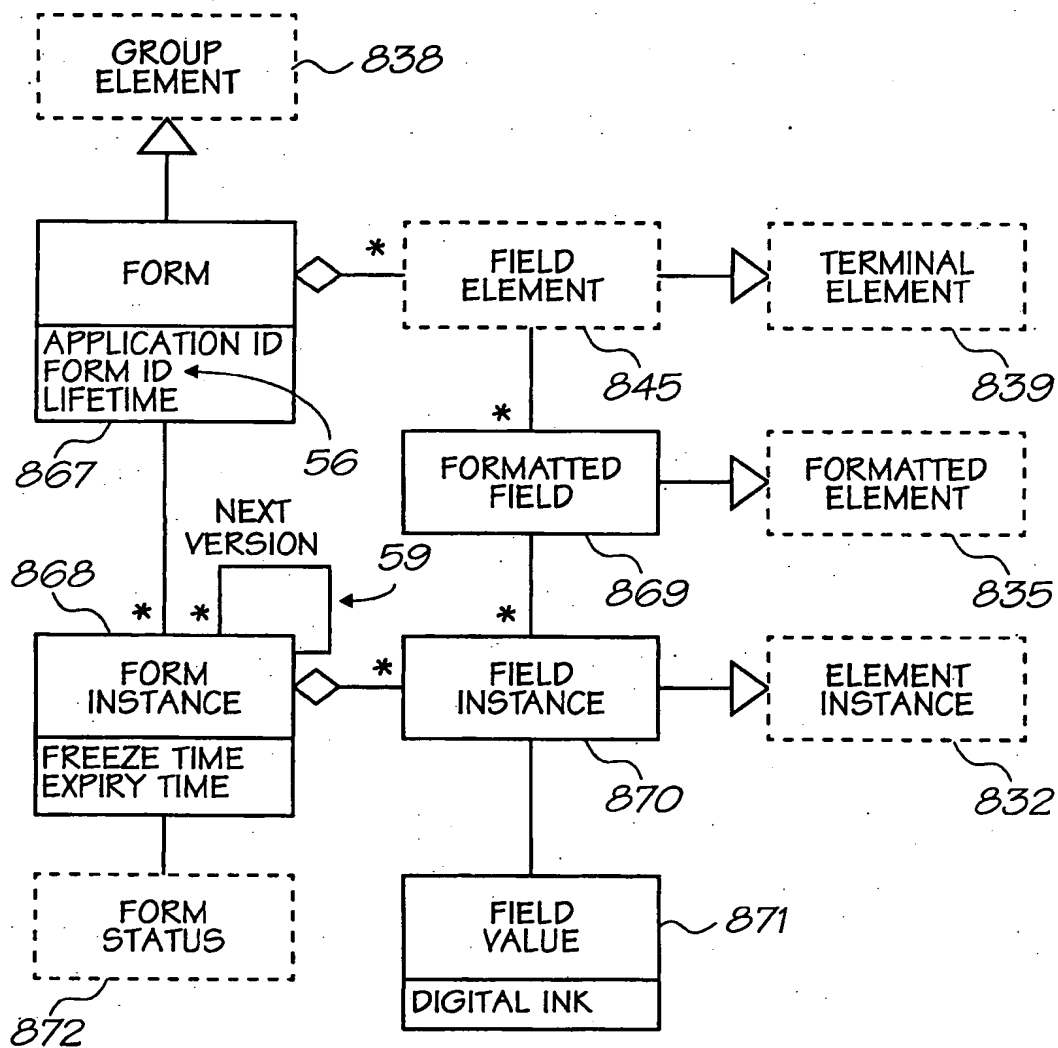 GROUP
ELEMENT
838
FORM
APPLICATION ID
FORM ID
LIFETIME
867
56
*
FIELD
ELEMENT
845
TERMINAL
ELEMENT
839
*
FORMATTED
FIELD
869
FORMATTED
ELEMENT
835
NEXT
VERSION
59
868
*
*
FORM
INSTANCE
FREEZE TIME
EXPIRY TIME
*
*
FIELD
INSTANCE
870
ELEMENT
INSTANCE
832
FORM
STATUS
872
FIELD
VALUE
871
DIGITAL INK